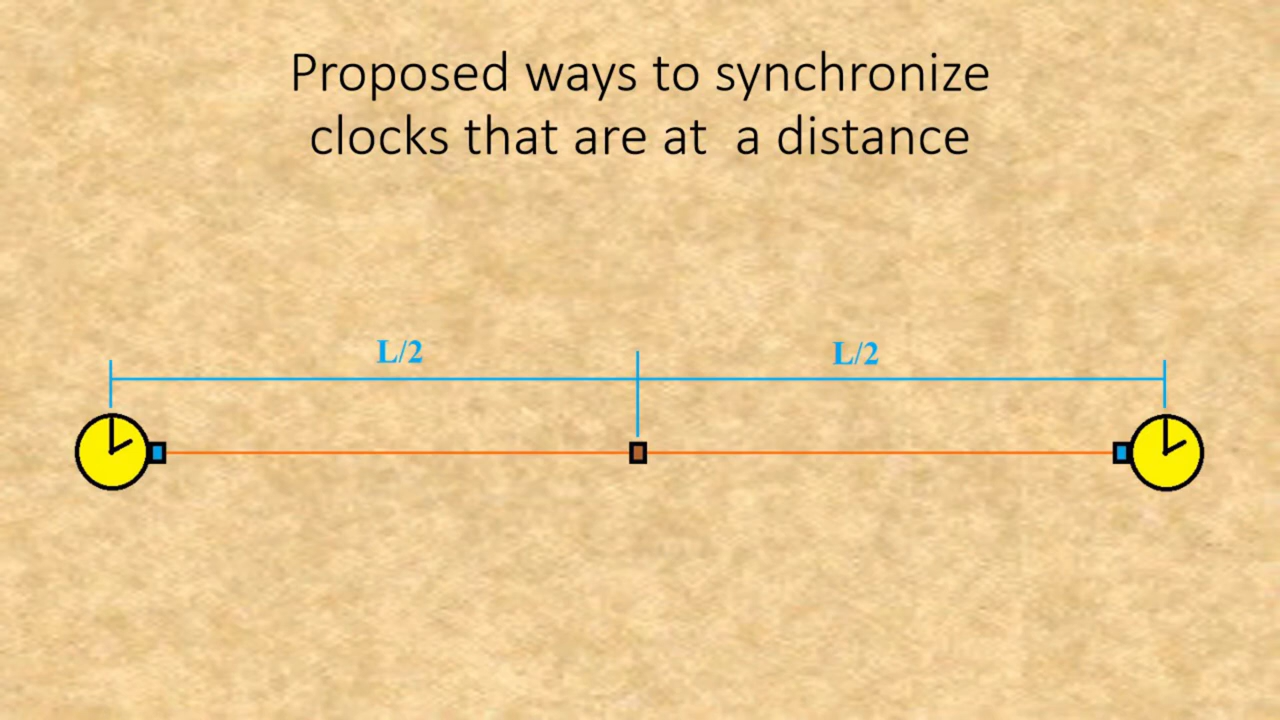 Proposed ways to synchronize
clocks that are at  a distance
L/2
L/2